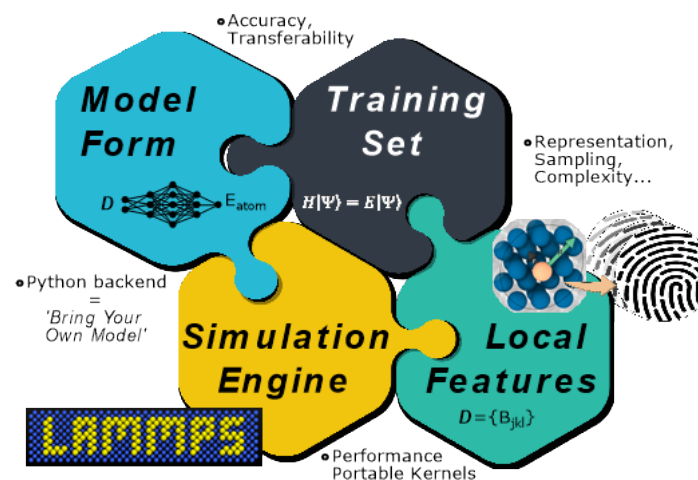 Accuracy,
Transferability
Model
Form
D
E_atom
Training
Set
H|Ψ⟩ = E|Ψ⟩
Representation,
Sampling,
Complexity...
Python backend
=
'Bring Your
Own Model'
Simulation
Engine
Local
Features
D={B_jkl}
LAMMPS
Performance
Portable Kernels